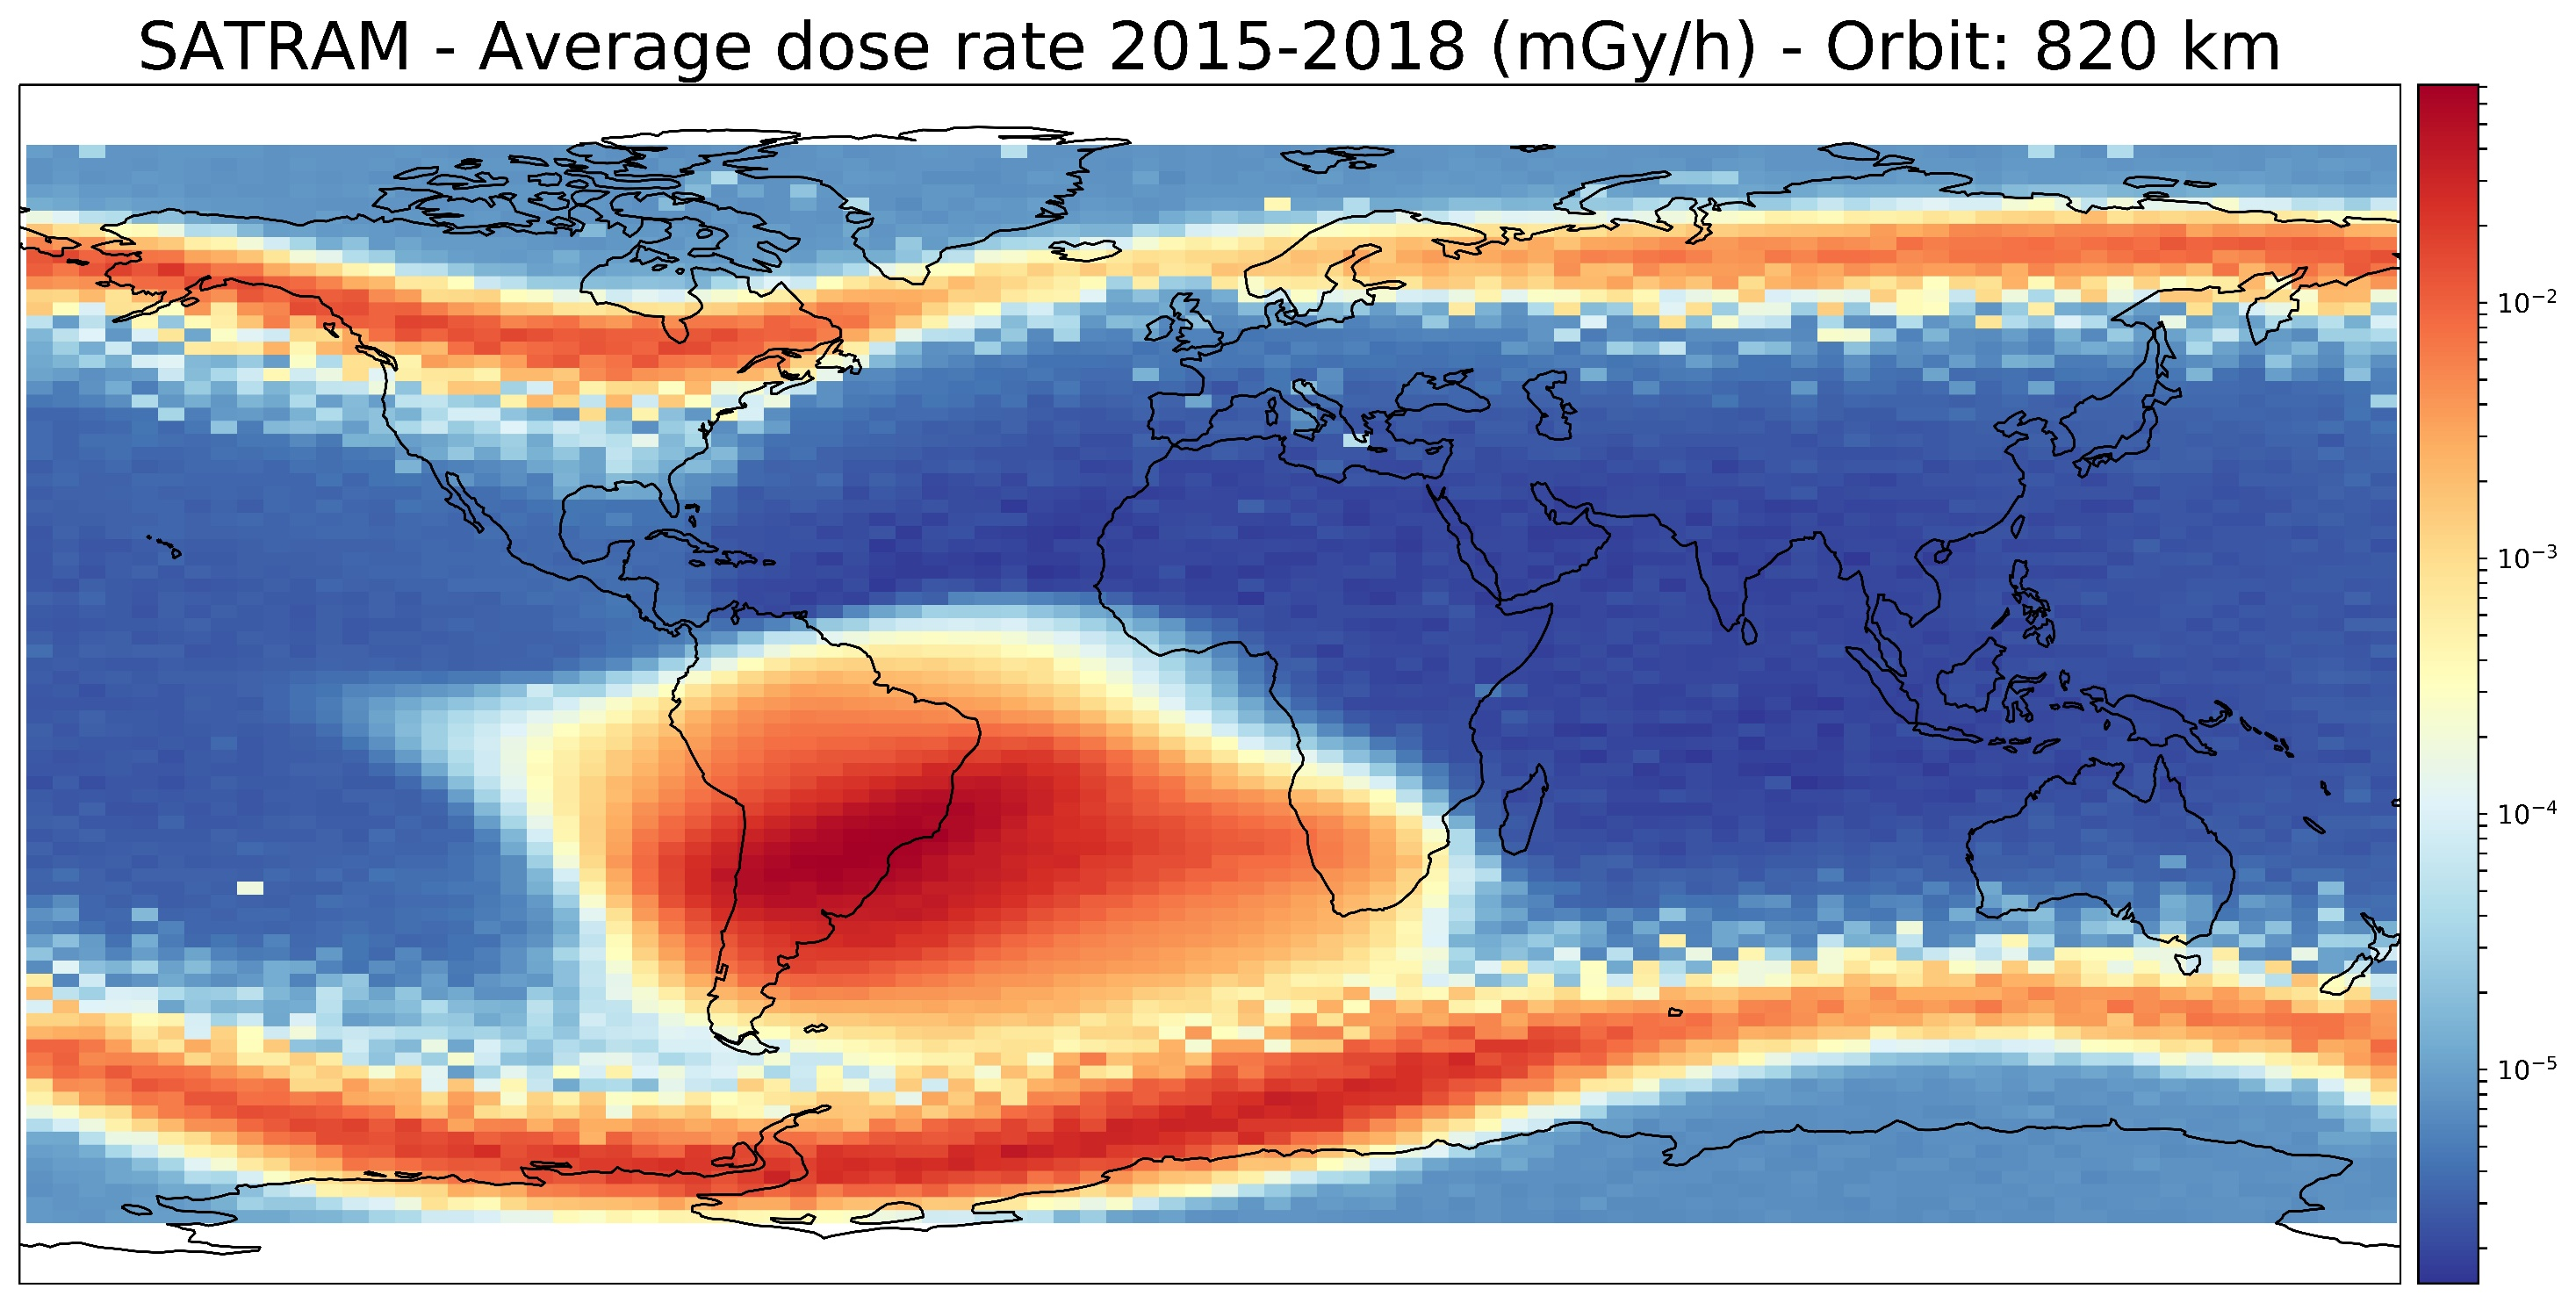 SATRAM - Average dose rate 2015-2018 (mGy/h) - Orbit: 820 km
10⁻²
10⁻³
10⁻⁴
10⁻⁵